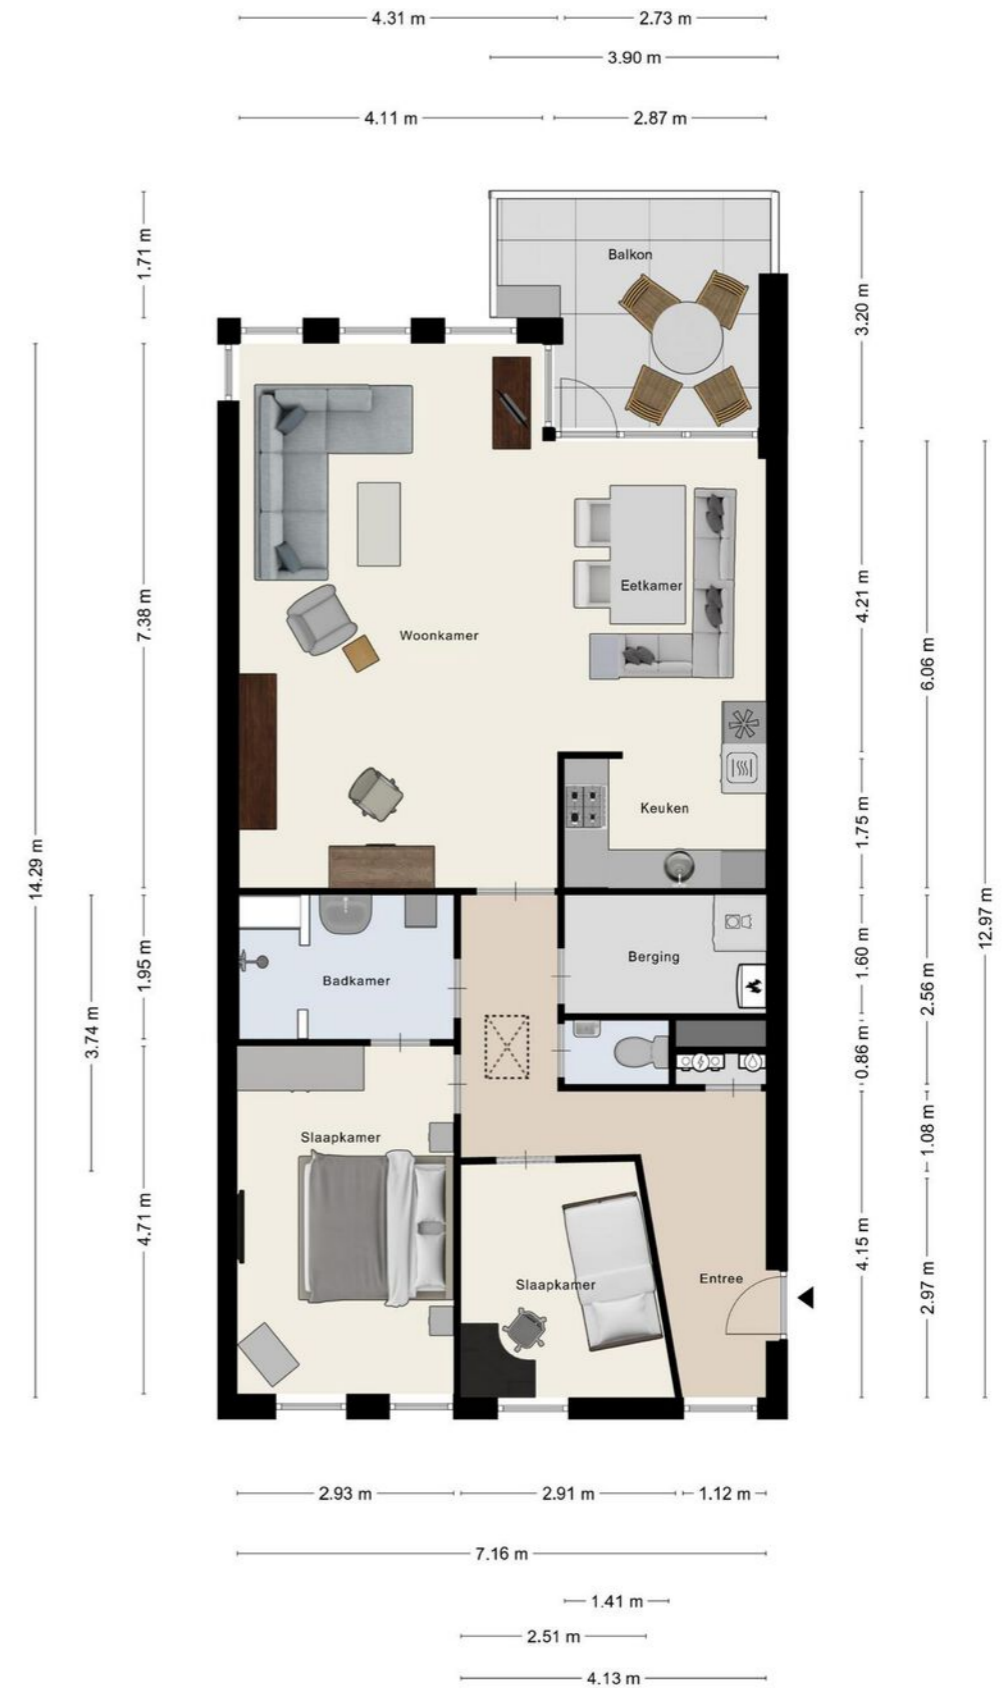 4.31 m
2.73 m
3.90 m
4.11 m
2.87 m
1.71 m
Balkon
3.20 m
7.38 m
4.21 m
Eetkamer
Woonkamer
6.06 m
Keuken
1.75 m
14.29 m
12.97 m
1.95 m
1.60 m
Berging
Badkamer
2.56 m
3.74 m
0.86 m
1.08 m
Slaapkamer
4.71 m
4.15 m
Entree
Slaapkamer
2.97 m
2.93 m
2.91 m
1.12 m
7.16 m
1.41 m
2.51 m
4.13 m